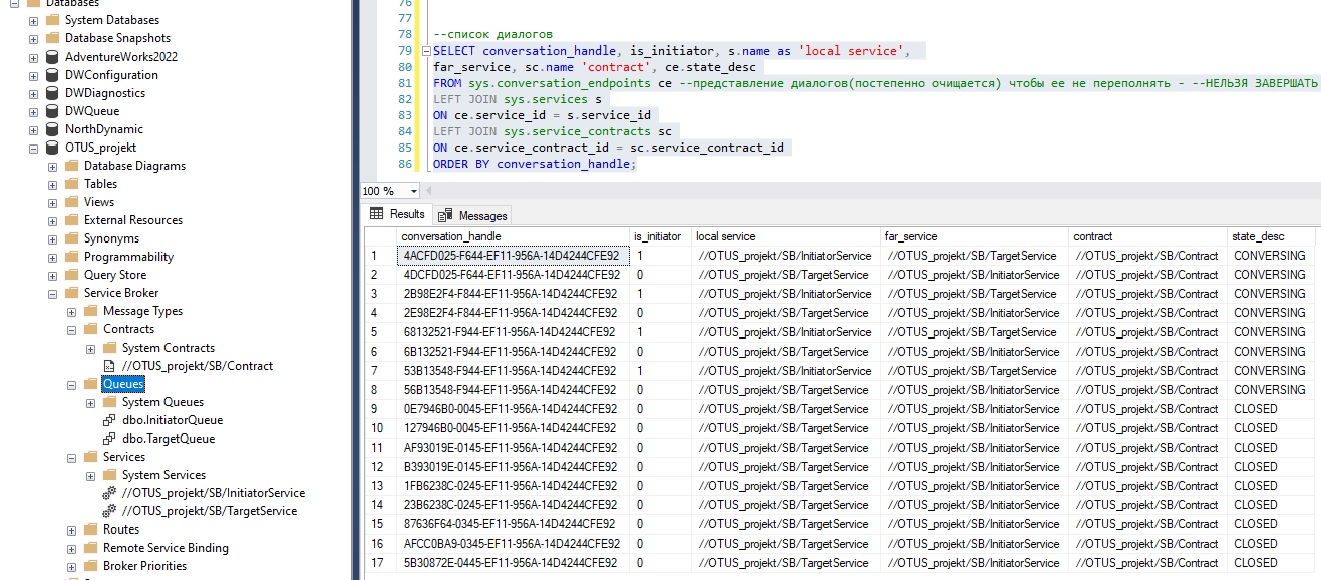 Databases
System Databases
Database Snapshots
AdventureWorks2022
DWConfiguration
DWDiagnostics
DWQueue
NorthDynamic
OTUS_projekt
Database Diagrams
Tables
Views
External Resources
Synonyms
Programmability
Query Store
Service Broker
Message Types
Contracts
System Contracts
//OTUS_projekt/SB/Contract
Queues
System Queues
dbo.InitiatorQueue
dbo.TargetQueue
Services
System Services
//OTUS_projekt/SB/InitiatorService
//OTUS_projekt/SB/TargetService
Routes
Remote Service Binding
Broker Priorities
76
77
78 --список диалогов
79 SELECT conversation_handle, is_initiator, s.name as 'local service',
80 far_service, sc.name 'contract', ce.state_desc
81 FROM sys.conversation_endpoints ce --представление диалогов(постепенно очищается) чтобы ее не переполнять - --НЕЛЬЗЯ ЗАВЕРШАТЬ
82 LEFT JOIN sys.services s
83 ON ce.service_id = s.service_id
84 LEFT JOIN sys.service_contracts sc
85 ON ce.service_contract_id = sc.service_contract_id
86 ORDER BY conversation_handle;
100 %
Results Messages
conversation_handle is_initiator local service far_service contract state_desc
1 4ACFD025-F644-EF11-956A-14D4244CFE92 1 //OTUS_projekt/SB/InitiatorService //OTUS_projekt/SB/TargetService //OTUS_projekt/SB/Contract CONVERSING
2 4DCFD025-F644-EF11-956A-14D4244CFE92 0 //OTUS_projekt/SB/TargetService //OTUS_projekt/SB/InitiatorService //OTUS_projekt/SB/Contract CONVERSING
3 2B98E2F4-F844-EF11-956A-14D4244CFE92 1 //OTUS_projekt/SB/InitiatorService //OTUS_projekt/SB/TargetService //OTUS_projekt/SB/Contract CONVERSING
4 2E98E2F4-F844-EF11-956A-14D4244CFE92 0 //OTUS_projekt/SB/TargetService //OTUS_projekt/SB/InitiatorService //OTUS_projekt/SB/Contract CONVERSING
5 68132521-F944-EF11-956A-14D4244CFE92 1 //OTUS_projekt/SB/InitiatorService //OTUS_projekt/SB/TargetService //OTUS_projekt/SB/Contract CONVERSING
6 6B132521-F944-EF11-956A-14D4244CFE92 0 //OTUS_projekt/SB/TargetService //OTUS_projekt/SB/InitiatorService //OTUS_projekt/SB/Contract CONVERSING
7 53B13548-F944-EF11-956A-14D4244CFE92 1 //OTUS_projekt/SB/InitiatorService //OTUS_projekt/SB/TargetService //OTUS_projekt/SB/Contract CONVERSING
8 56B13548-F944-EF11-956A-14D4244CFE92 0 //OTUS_projekt/SB/TargetService //OTUS_projekt/SB/InitiatorService //OTUS_projekt/SB/Contract CONVERSING
9 0E7946B0-0045-EF11-956A-14D4244CFE92 0 //OTUS_projekt/SB/TargetService //OTUS_projekt/SB/InitiatorService //OTUS_projekt/SB/Contract CLOSED
10 127946B0-0045-EF11-956A-14D4244CFE92 0 //OTUS_projekt/SB/TargetService //OTUS_projekt/SB/InitiatorService //OTUS_projekt/SB/Contract CLOSED
11 AF93019E-0145-EF11-956A-14D4244CFE92 0 //OTUS_projekt/SB/TargetService //OTUS_projekt/SB/InitiatorService //OTUS_projekt/SB/Contract CLOSED
12 B393019E-0145-EF11-956A-14D4244CFE92 0 //OTUS_projekt/SB/TargetService //OTUS_projekt/SB/InitiatorService //OTUS_projekt/SB/Contract CLOSED
13 1FB6238C-0245-EF11-956A-14D4244CFE92 0 //OTUS_projekt/SB/TargetService //OTUS_projekt/SB/InitiatorService //OTUS_projekt/SB/Contract CLOSED
14 23B6238C-0245-EF11-956A-14D4244CFE92 0 //OTUS_projekt/SB/TargetService //OTUS_projekt/SB/InitiatorService //OTUS_projekt/SB/Contract CLOSED
15 87636F64-0345-EF11-956A-14D4244CFE92 0 //OTUS_projekt/SB/TargetService //OTUS_projekt/SB/InitiatorService //OTUS_projekt/SB/Contract CLOSED
16 AFCC0BA9-0345-EF11-956A-14D4244CFE92 0 //OTUS_projekt/SB/TargetService //OTUS_projekt/SB/InitiatorService //OTUS_projekt/SB/Contract CLOSED
17 5B30872E-0445-EF11-956A-14D4244CFE92 0 //OTUS_projekt/SB/TargetService //OTUS_projekt/SB/InitiatorService //OTUS_projekt/SB/Contract CLOSED